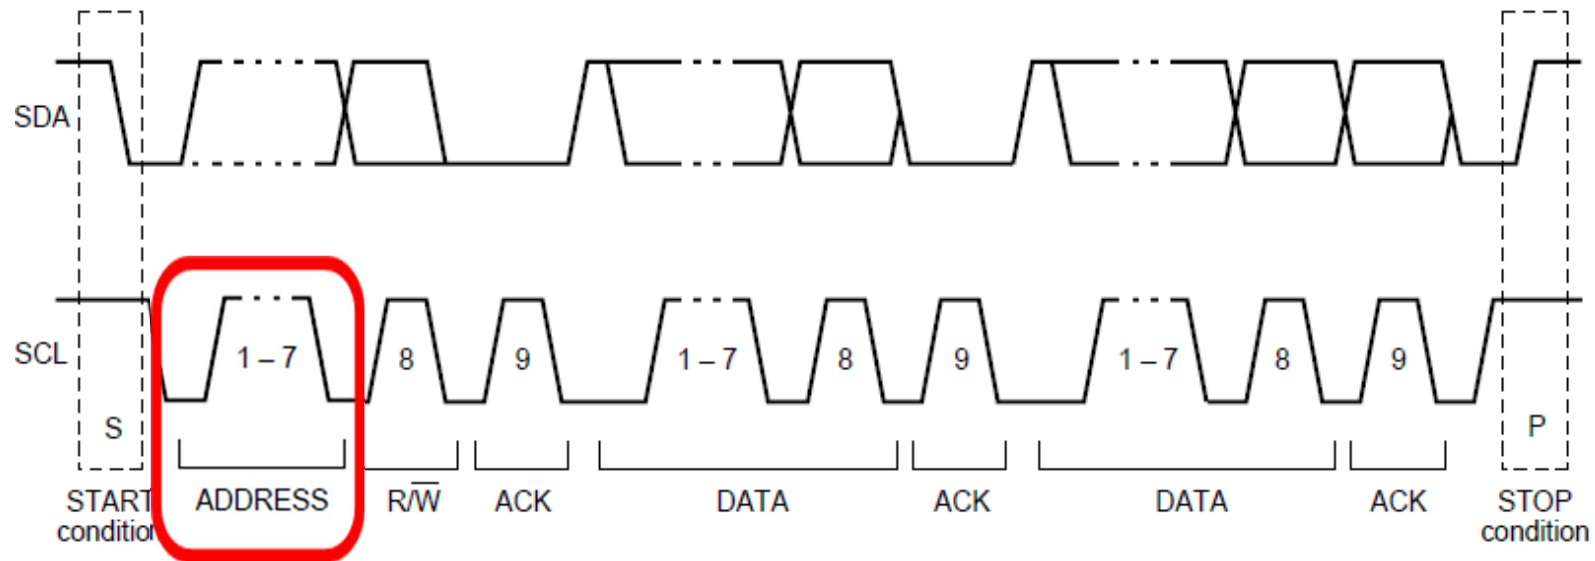 SDA
SCL
1 – 7
8
9
1 – 7
8
9
1 – 7
8
9
S
P
START condition
ADDRESS
R/W̅
ACK
DATA
ACK
DATA
ACK
STOP condition